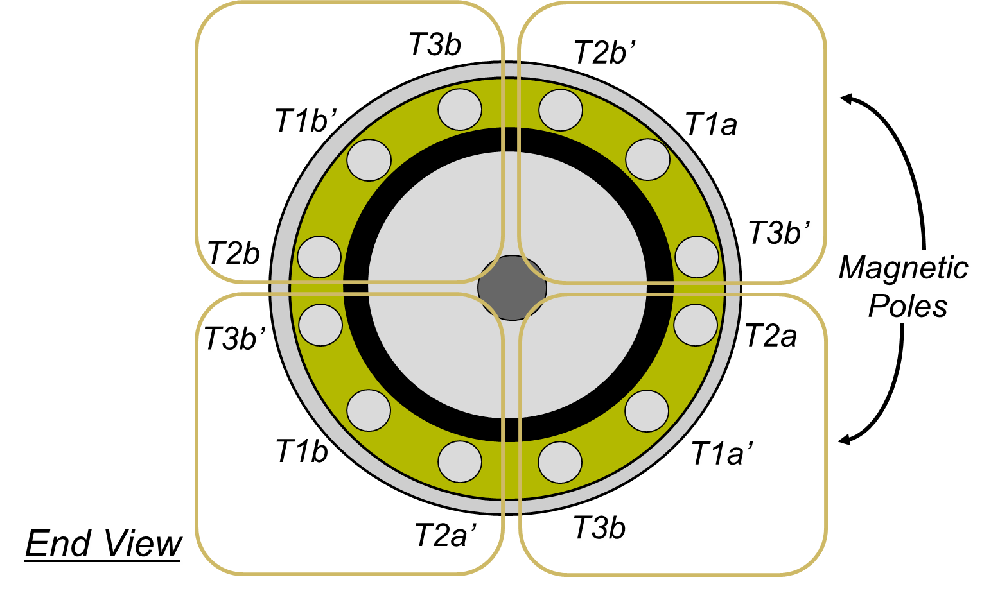 T3b
T2b’
T1b’
T1a
T2b
T3b’
Magnetic
Poles
T3b’
T2a
T1b
T1a’
T2a’
T3b
End View